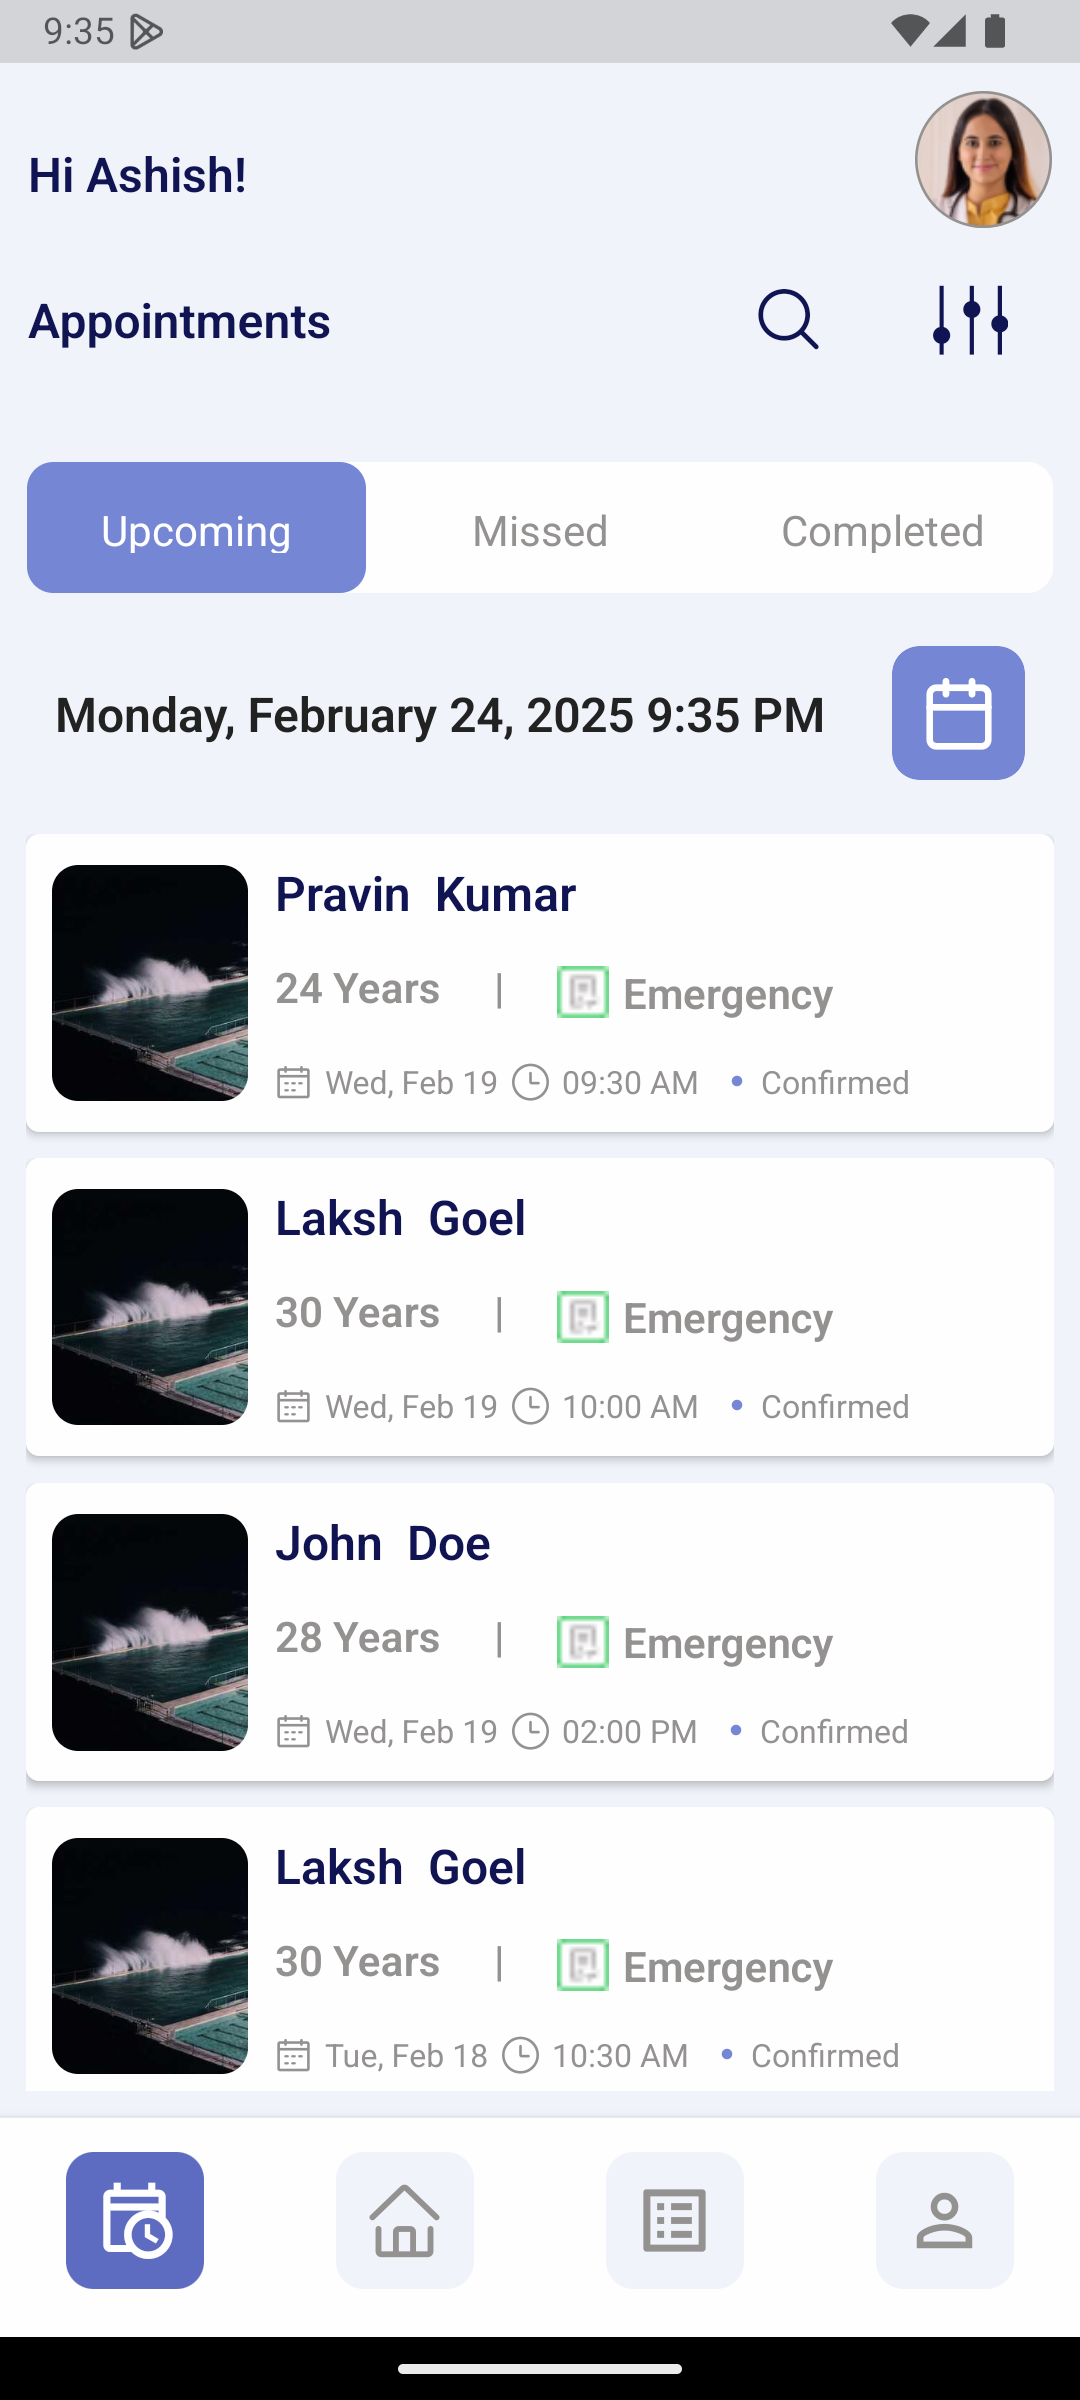 9:35
Hi Ashish!
Appointments
Upcoming Missed Completed
Monday, February 24, 2025 9:35 PM
Pravin Kumar
24 Years | Emergency
Wed, Feb 19 09:30 AM • Confirmed
Laksh Goel
30 Years | Emergency
Wed, Feb 19 10:00 AM • Confirmed
John Doe
28 Years | Emergency
Wed, Feb 19 02:00 PM • Confirmed
Laksh Goel
30 Years | Emergency
Tue, Feb 18 10:30 AM • Confirmed